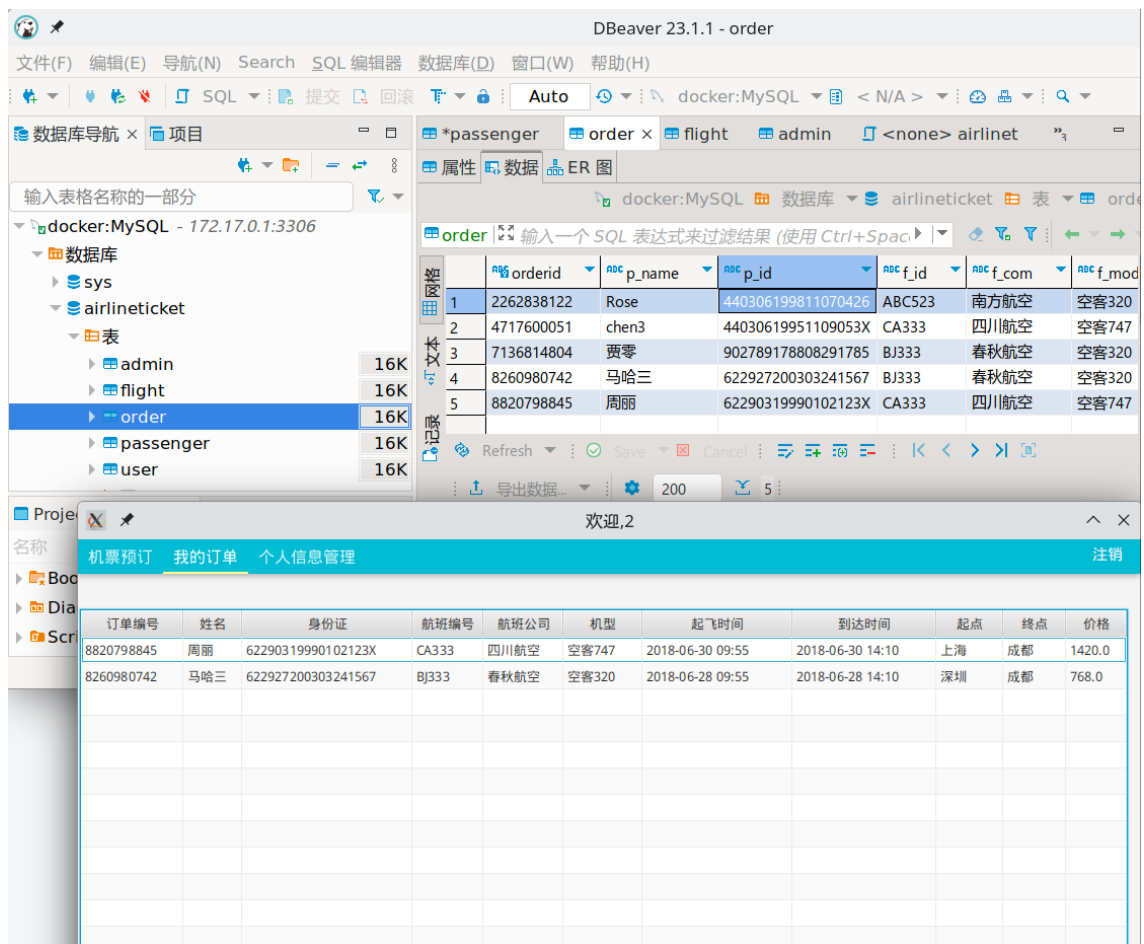 DBeaver 23.1.1 - order
文件(F) 编辑(E) 导航(N) Search SQL 编辑器 数据库(D) 窗口(W) 帮助(H)
SQL 提交 回滚 Auto docker:MySQL < N/A >
数据库导航 项目
输入表格名称的一部分
docker:MySQL - 172.17.0.1:3306
数据库
sys
airlineticket
表
admin 16K
flight 16K
order 16K
passenger 16K
user 16K
*passenger order flight admin <none> airlinet »3
属性 数据 ER 图
docker:MySQL 数据库 airlineticket 表 orde
order 输入一个 SQL 表达式来过滤结果 (使用 Ctrl+Spac
网格
文本
记录
orderid p_name p_id f_id f_com f_mod
1 2262838122 Rose 440306199811070426 ABC523 南方航空 空客320
2 4717600051 chen3 44030619951109053X CA333 四川航空 空客747
3 7136814804 贾零 902789178808291785 BJ333 春秋航空 空客320
4 8260980742 马哈三 622927200303241567 BJ333 春秋航空 空客320
5 8820798845 周丽 62290319990102123X CA333 四川航空 空客747
Refresh Save Cancel
导出数据... 200 5
Proje
名称
Boo
Dia
Scri
欢迎,2
机票预订 我的订单 个人信息管理 注销
订单编号 姓名 身份证 航班编号 航班公司 机型 起飞时间 到达时间 起点 终点 价格
8820798845 周丽 62290319990102123X CA333 四川航空 空客747 2018-06-30 09:55 2018-06-30 14:10 上海 成都 1420.0
8260980742 马哈三 622927200303241567 BJ333 春秋航空 空客320 2018-06-28 09:55 2018-06-28 14:10 深圳 成都 768.0